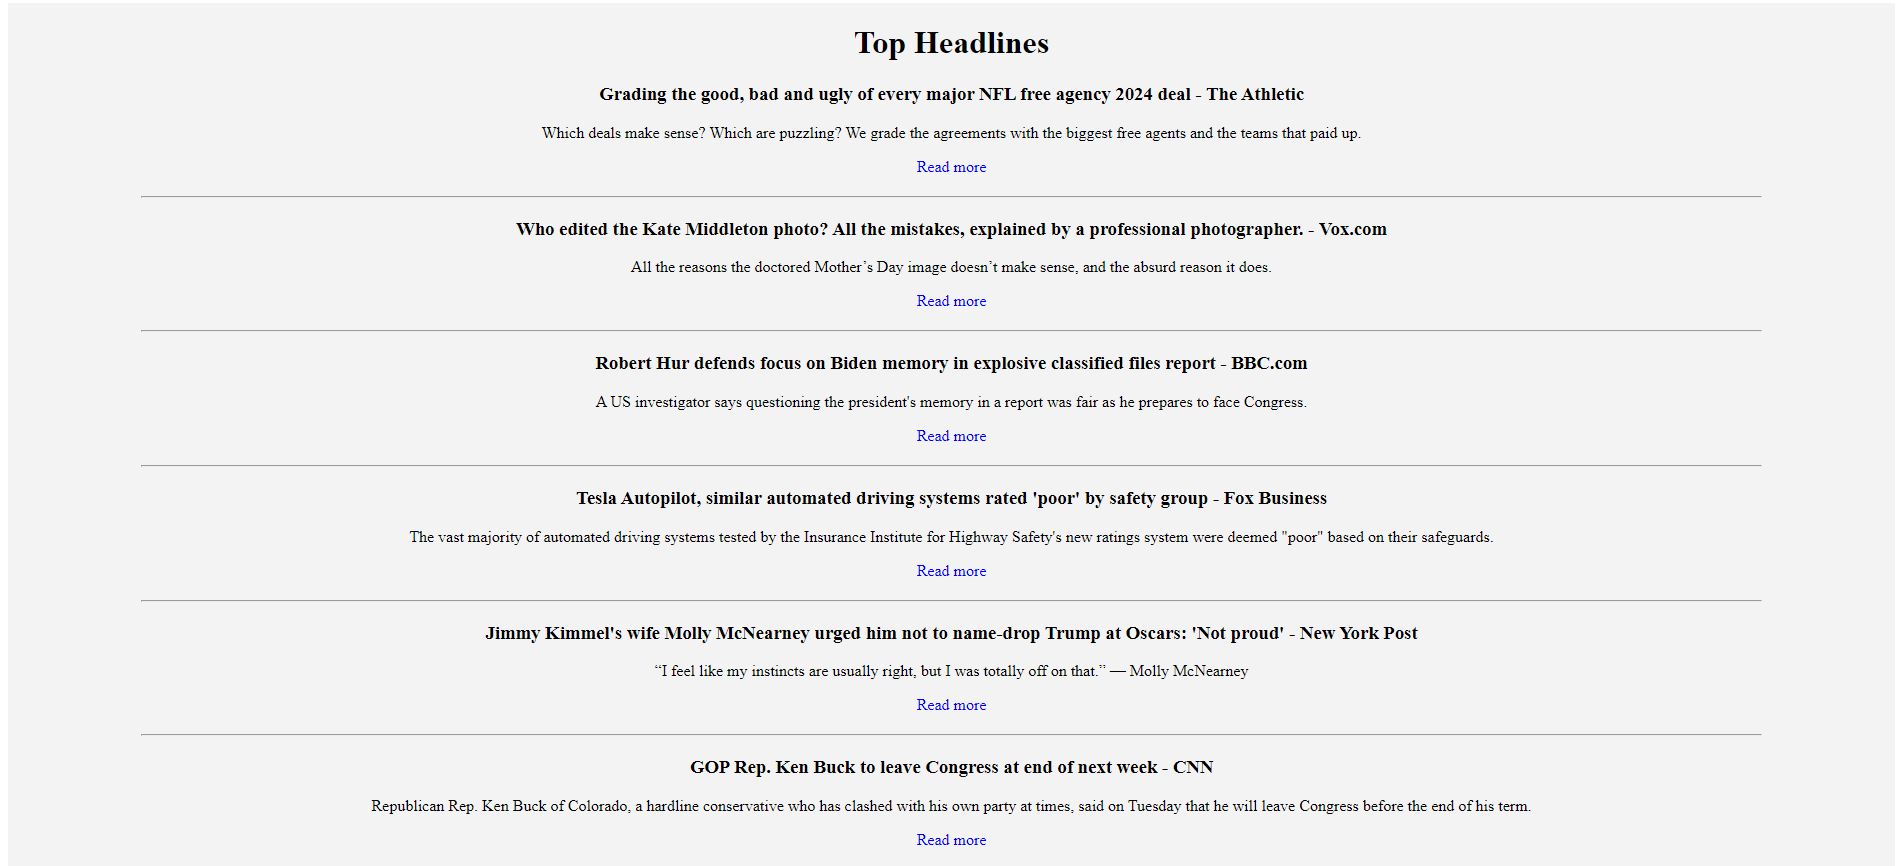 Top Headlines
Grading the good, bad and ugly of every major NFL free agency 2024 deal - The Athletic
Which deals make sense? Which are puzzling? We grade the agreements with the biggest free agents and the teams that paid up.
Read more
Who edited the Kate Middleton photo? All the mistakes, explained by a professional photographer. - Vox.com
All the reasons the doctored Mother’s Day image doesn’t make sense, and the absurd reason it does.
Read more
Robert Hur defends focus on Biden memory in explosive classified files report - BBC.com
A US investigator says questioning the president's memory in a report was fair as he prepares to face Congress.
Read more
Tesla Autopilot, similar automated driving systems rated 'poor' by safety group - Fox Business
The vast majority of automated driving systems tested by the Insurance Institute for Highway Safety's new ratings system were deemed "poor" based on their safeguards.
Read more
Jimmy Kimmel's wife Molly McNearney urged him not to name-drop Trump at Oscars: 'Not proud' - New York Post
“I feel like my instincts are usually right, but I was totally off on that.” — Molly McNearney
Read more
GOP Rep. Ken Buck to leave Congress at end of next week - CNN
Republican Rep. Ken Buck of Colorado, a hardline conservative who has clashed with his own party at times, said on Tuesday that he will leave Congress before the end of his term.
Read more